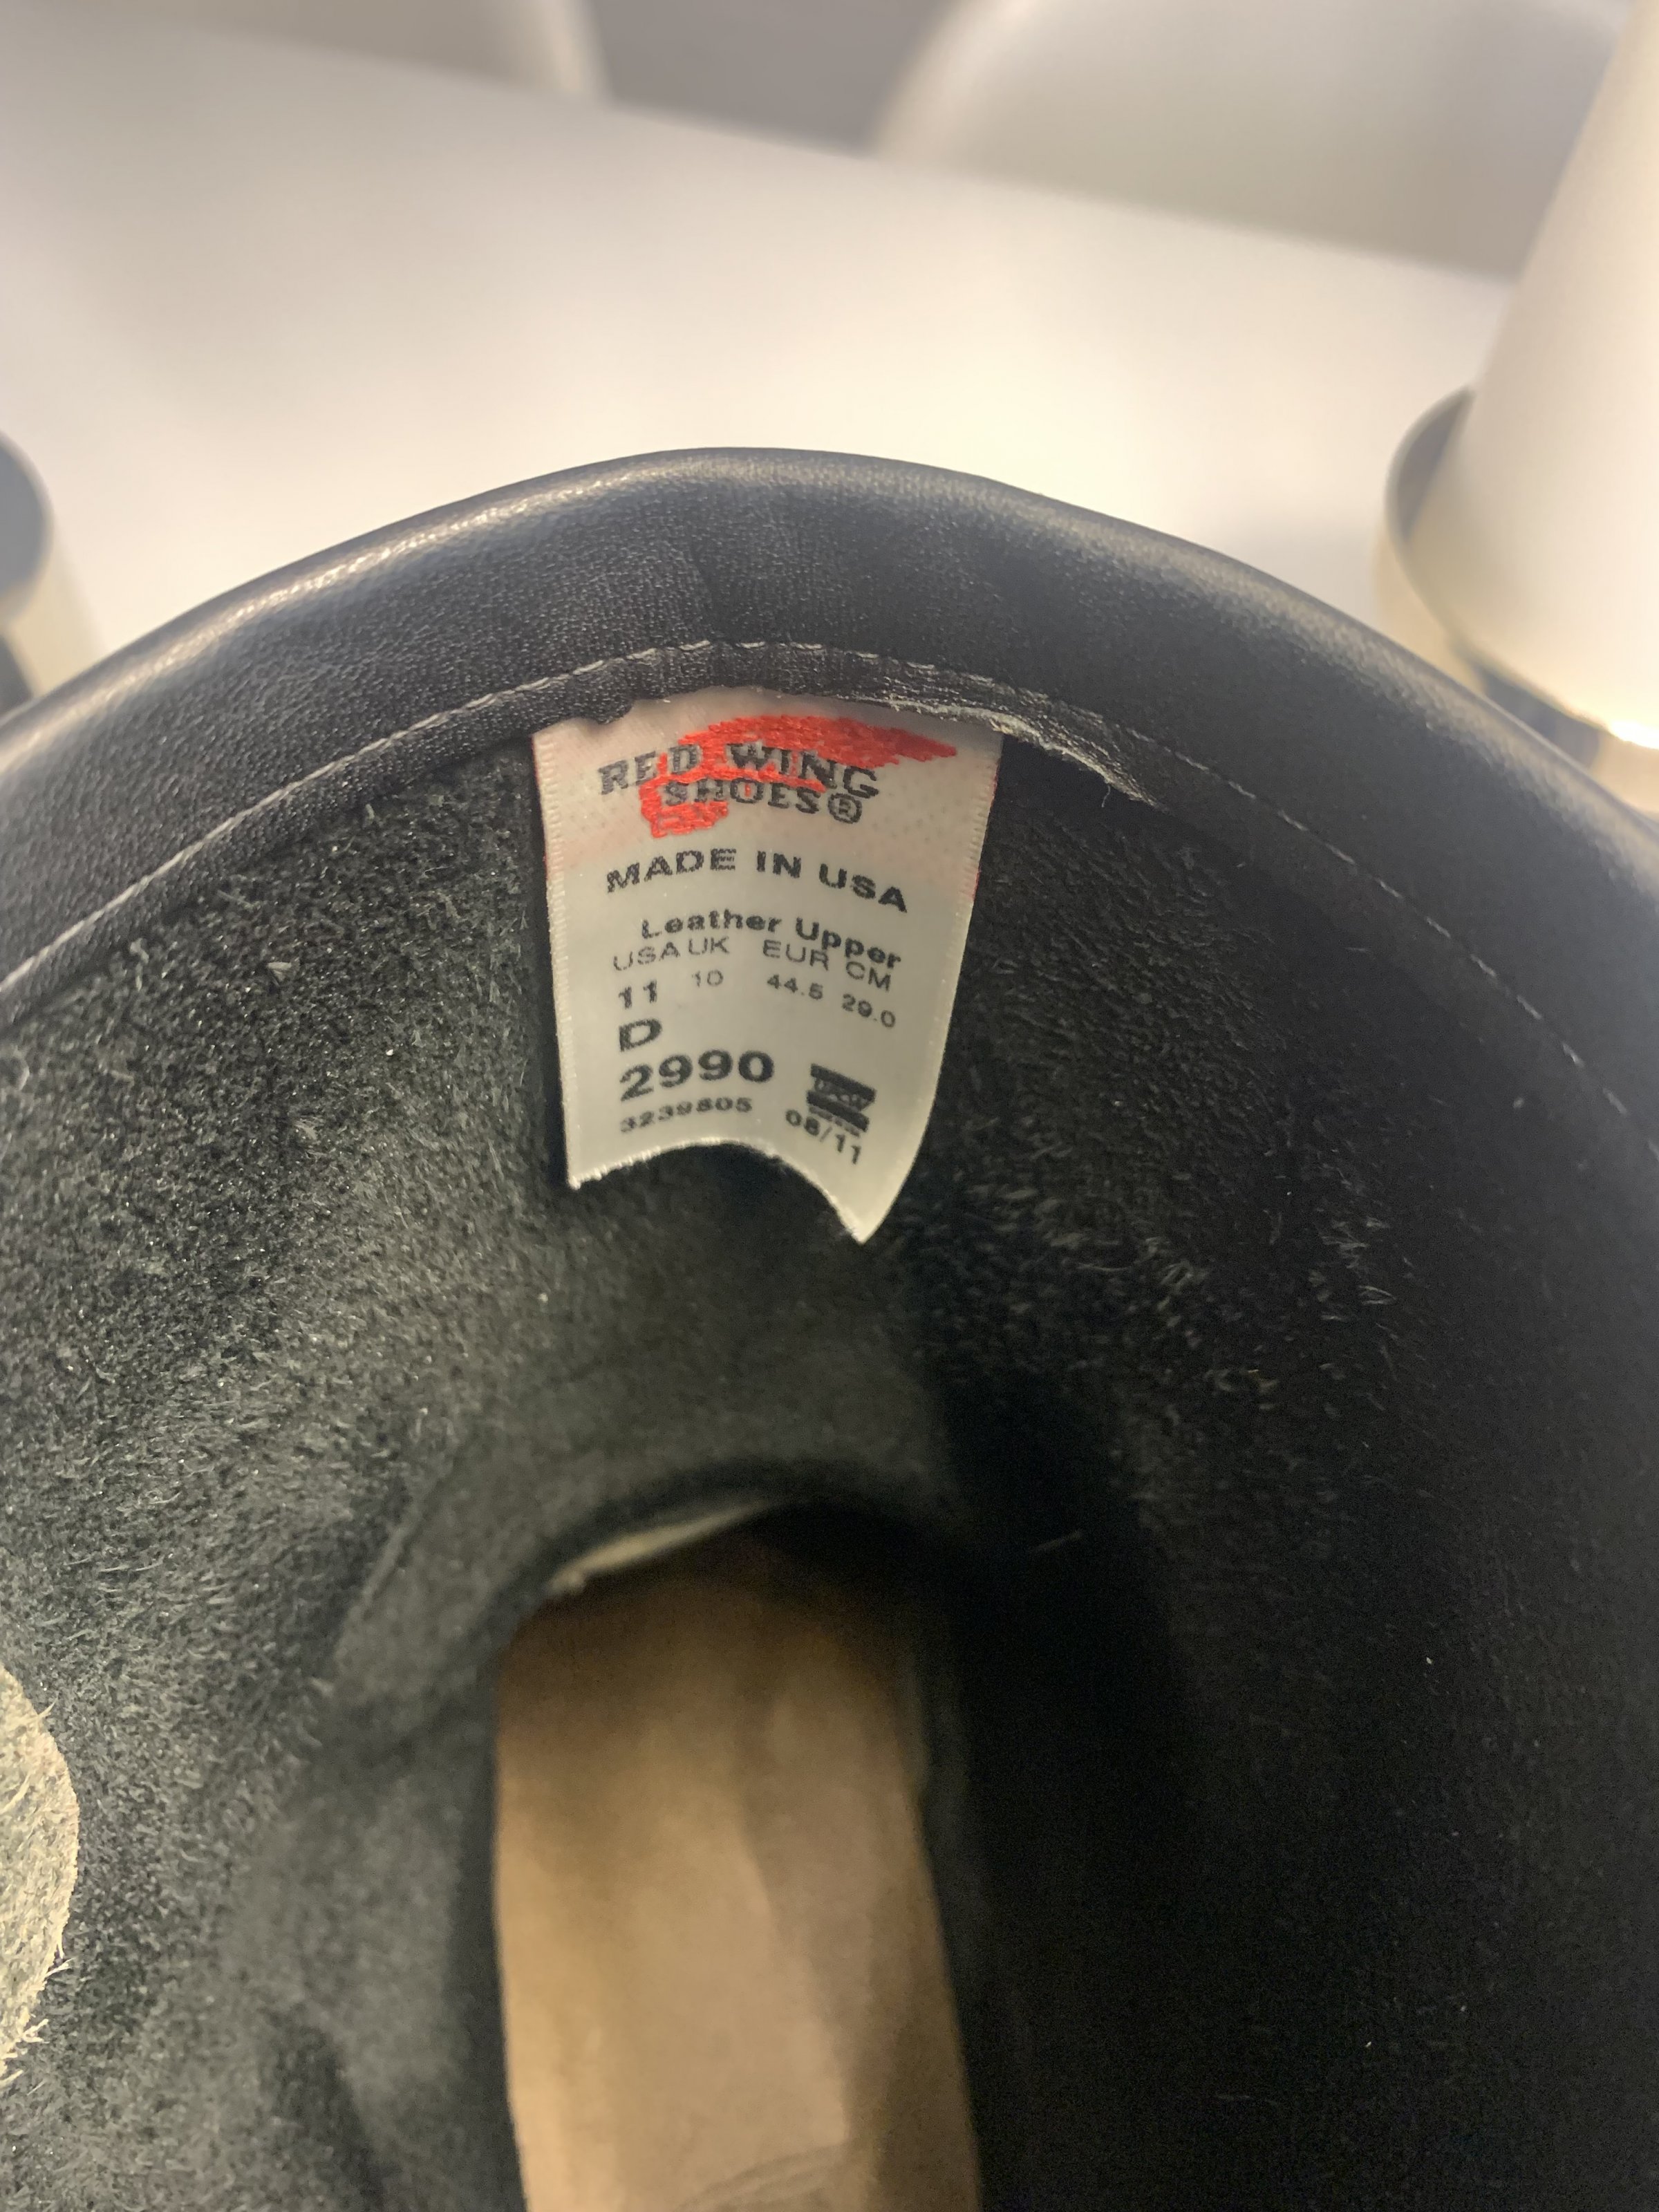 RED WING
SHOES®
MADE IN USA
Leather Upper
USA UK EUR CM
11 10 44.5 29.0
D
2990
3239805 08/11